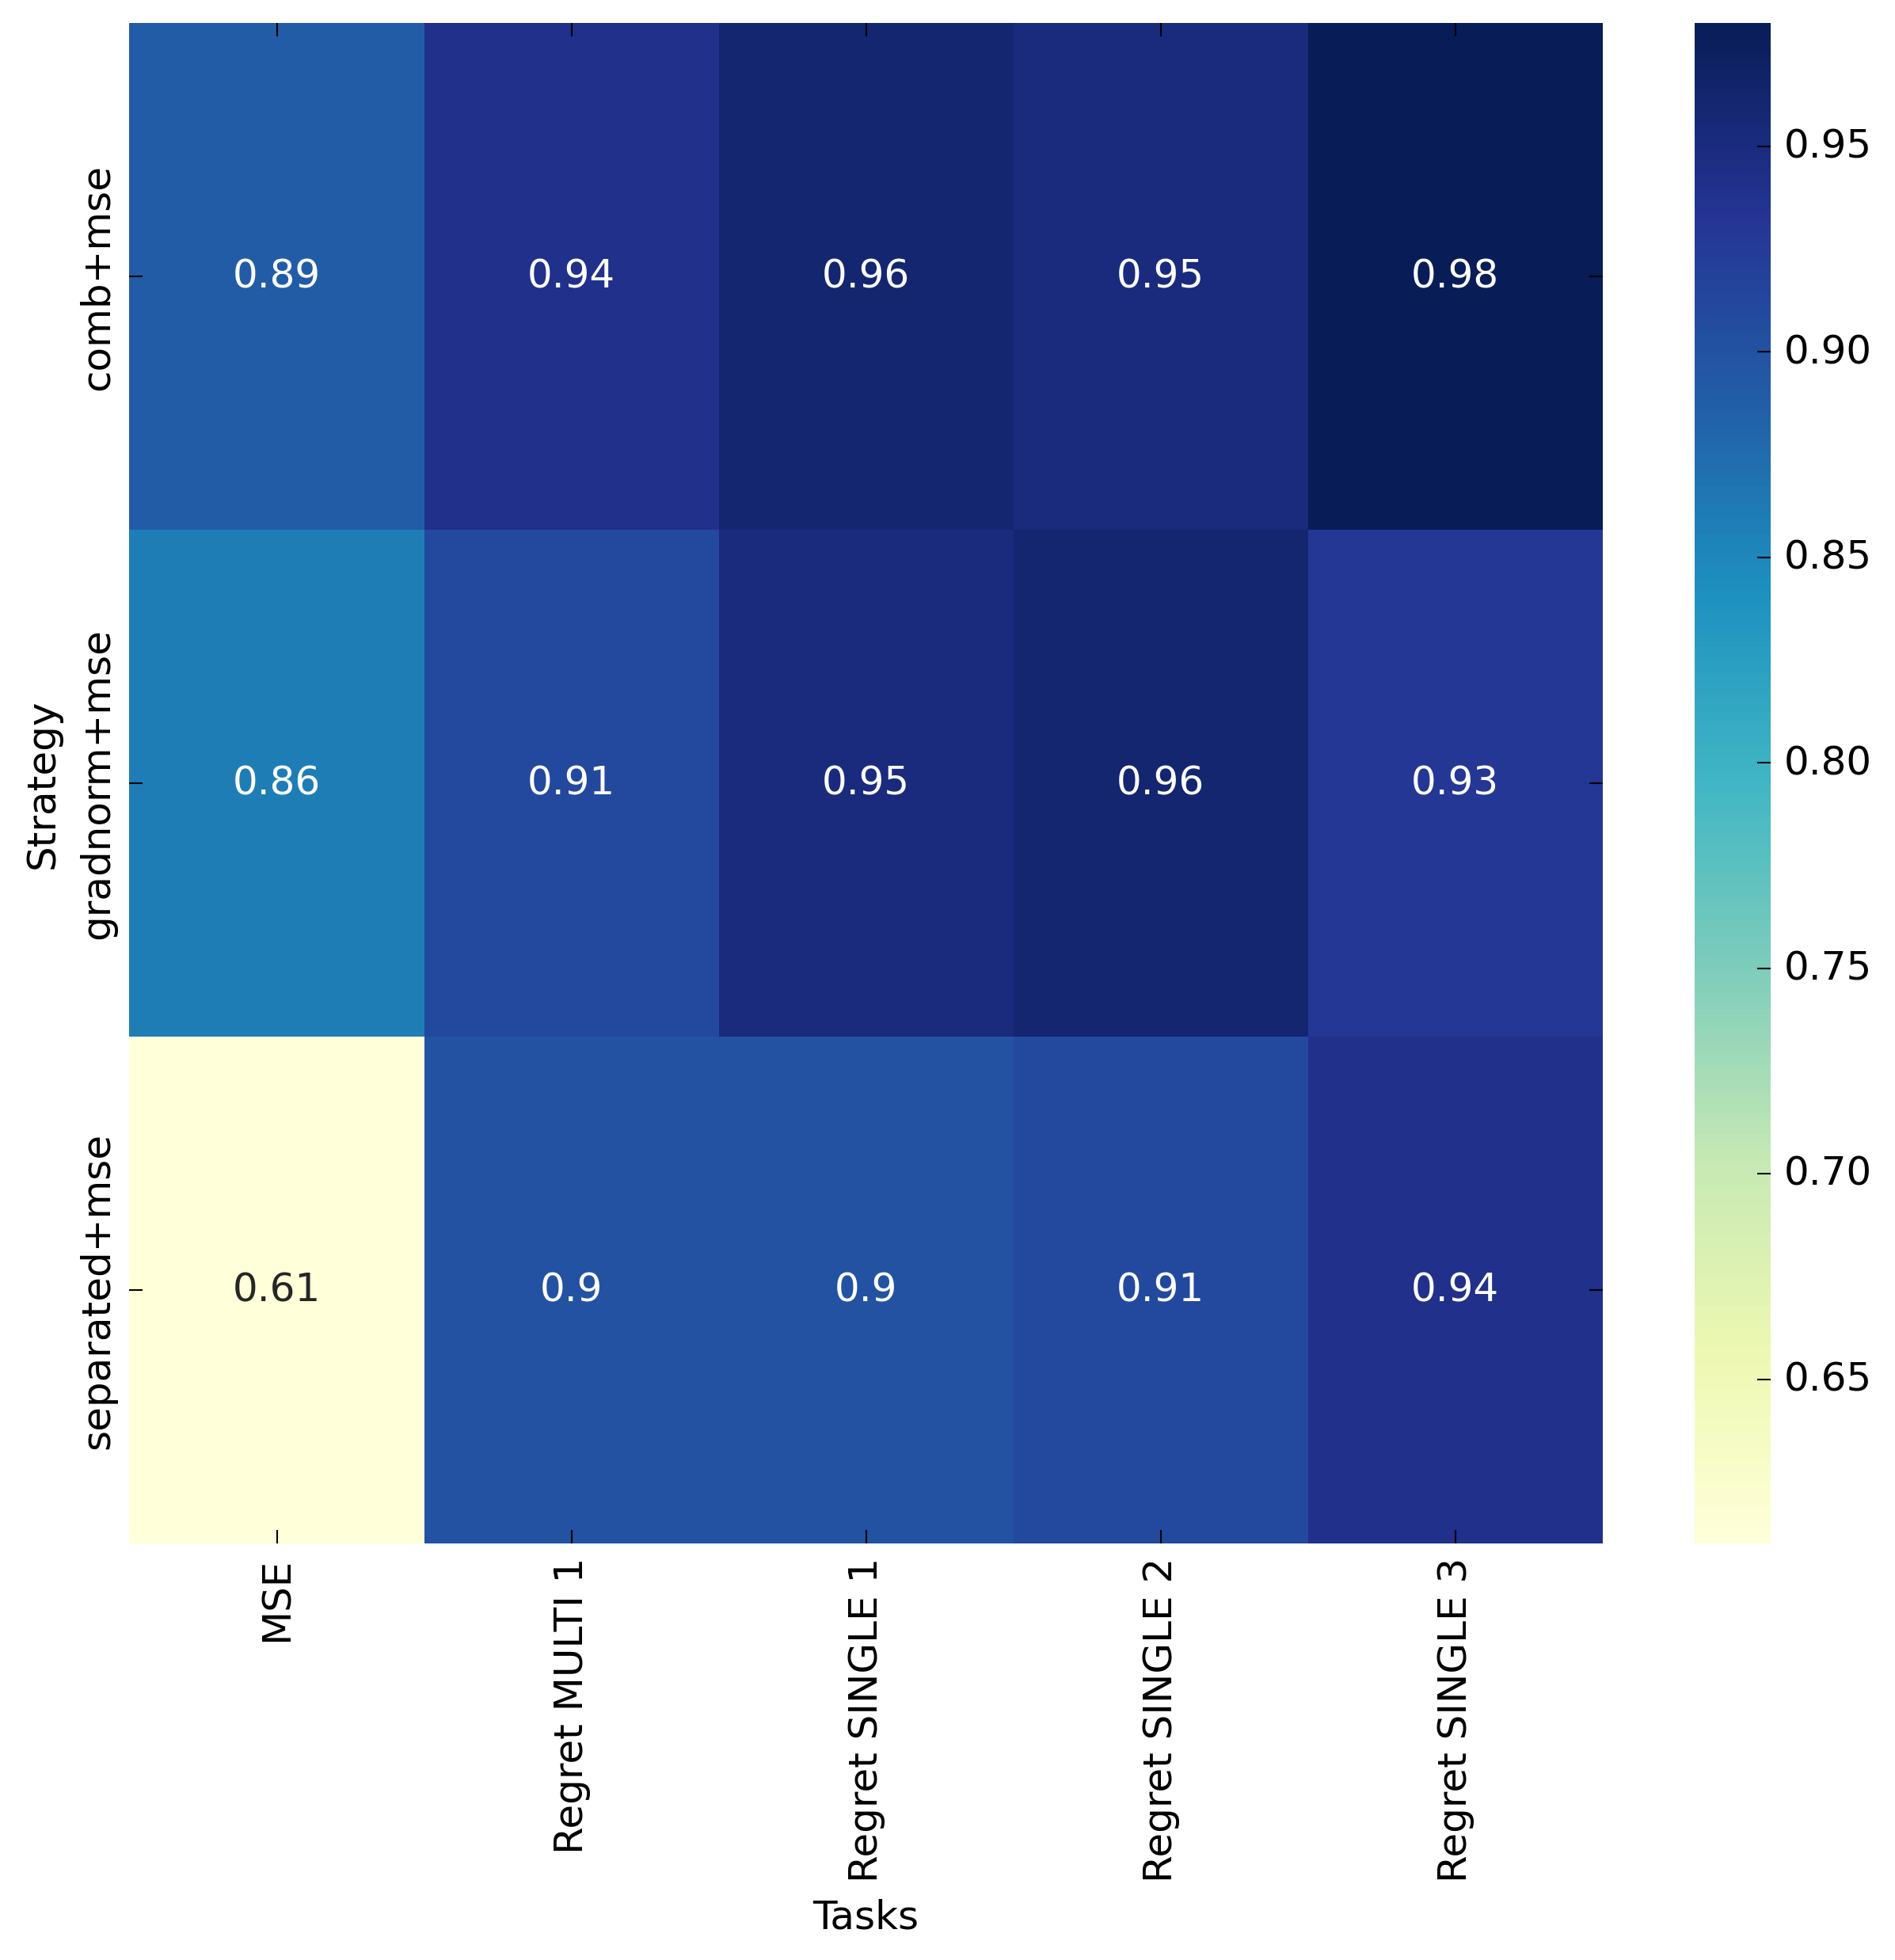 Strategy
comb+mse
0.89 0.94 0.96 0.95 0.98
gradnorm+mse
0.86 0.91 0.95 0.96 0.93
separated+mse
0.61 0.9 0.9 0.91 0.94
MSE
Regret MULTI 1
Regret SINGLE 1
Regret SINGLE 2
Regret SINGLE 3
Tasks
0.95
0.90
0.85
0.80
0.75
0.70
0.65